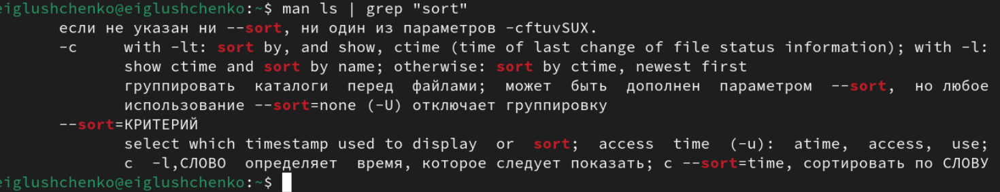 eiglushchenko@eiglushchenko:~$ man ls | grep "sort"
если не указан ни --sort, ни один из параметров -cftuvSUX.
-c with -lt: sort by, and show, ctime (time of last change of file status information); with -l:
show ctime and sort by name; otherwise: sort by ctime, newest first
группировать каталоги перед файлами; может быть дополнен параметром --sort, но любое
использование --sort=none (-U) отключает группировку
--sort=КРИТЕРИЙ
select which timestamp used to display or sort; access time (-u): atime, access, use;
с -l,СЛОВО определяет время, которое следует показать; с --sort=time, сортировать по СЛОВУ
eiglushchenko@eiglushchenko:~$